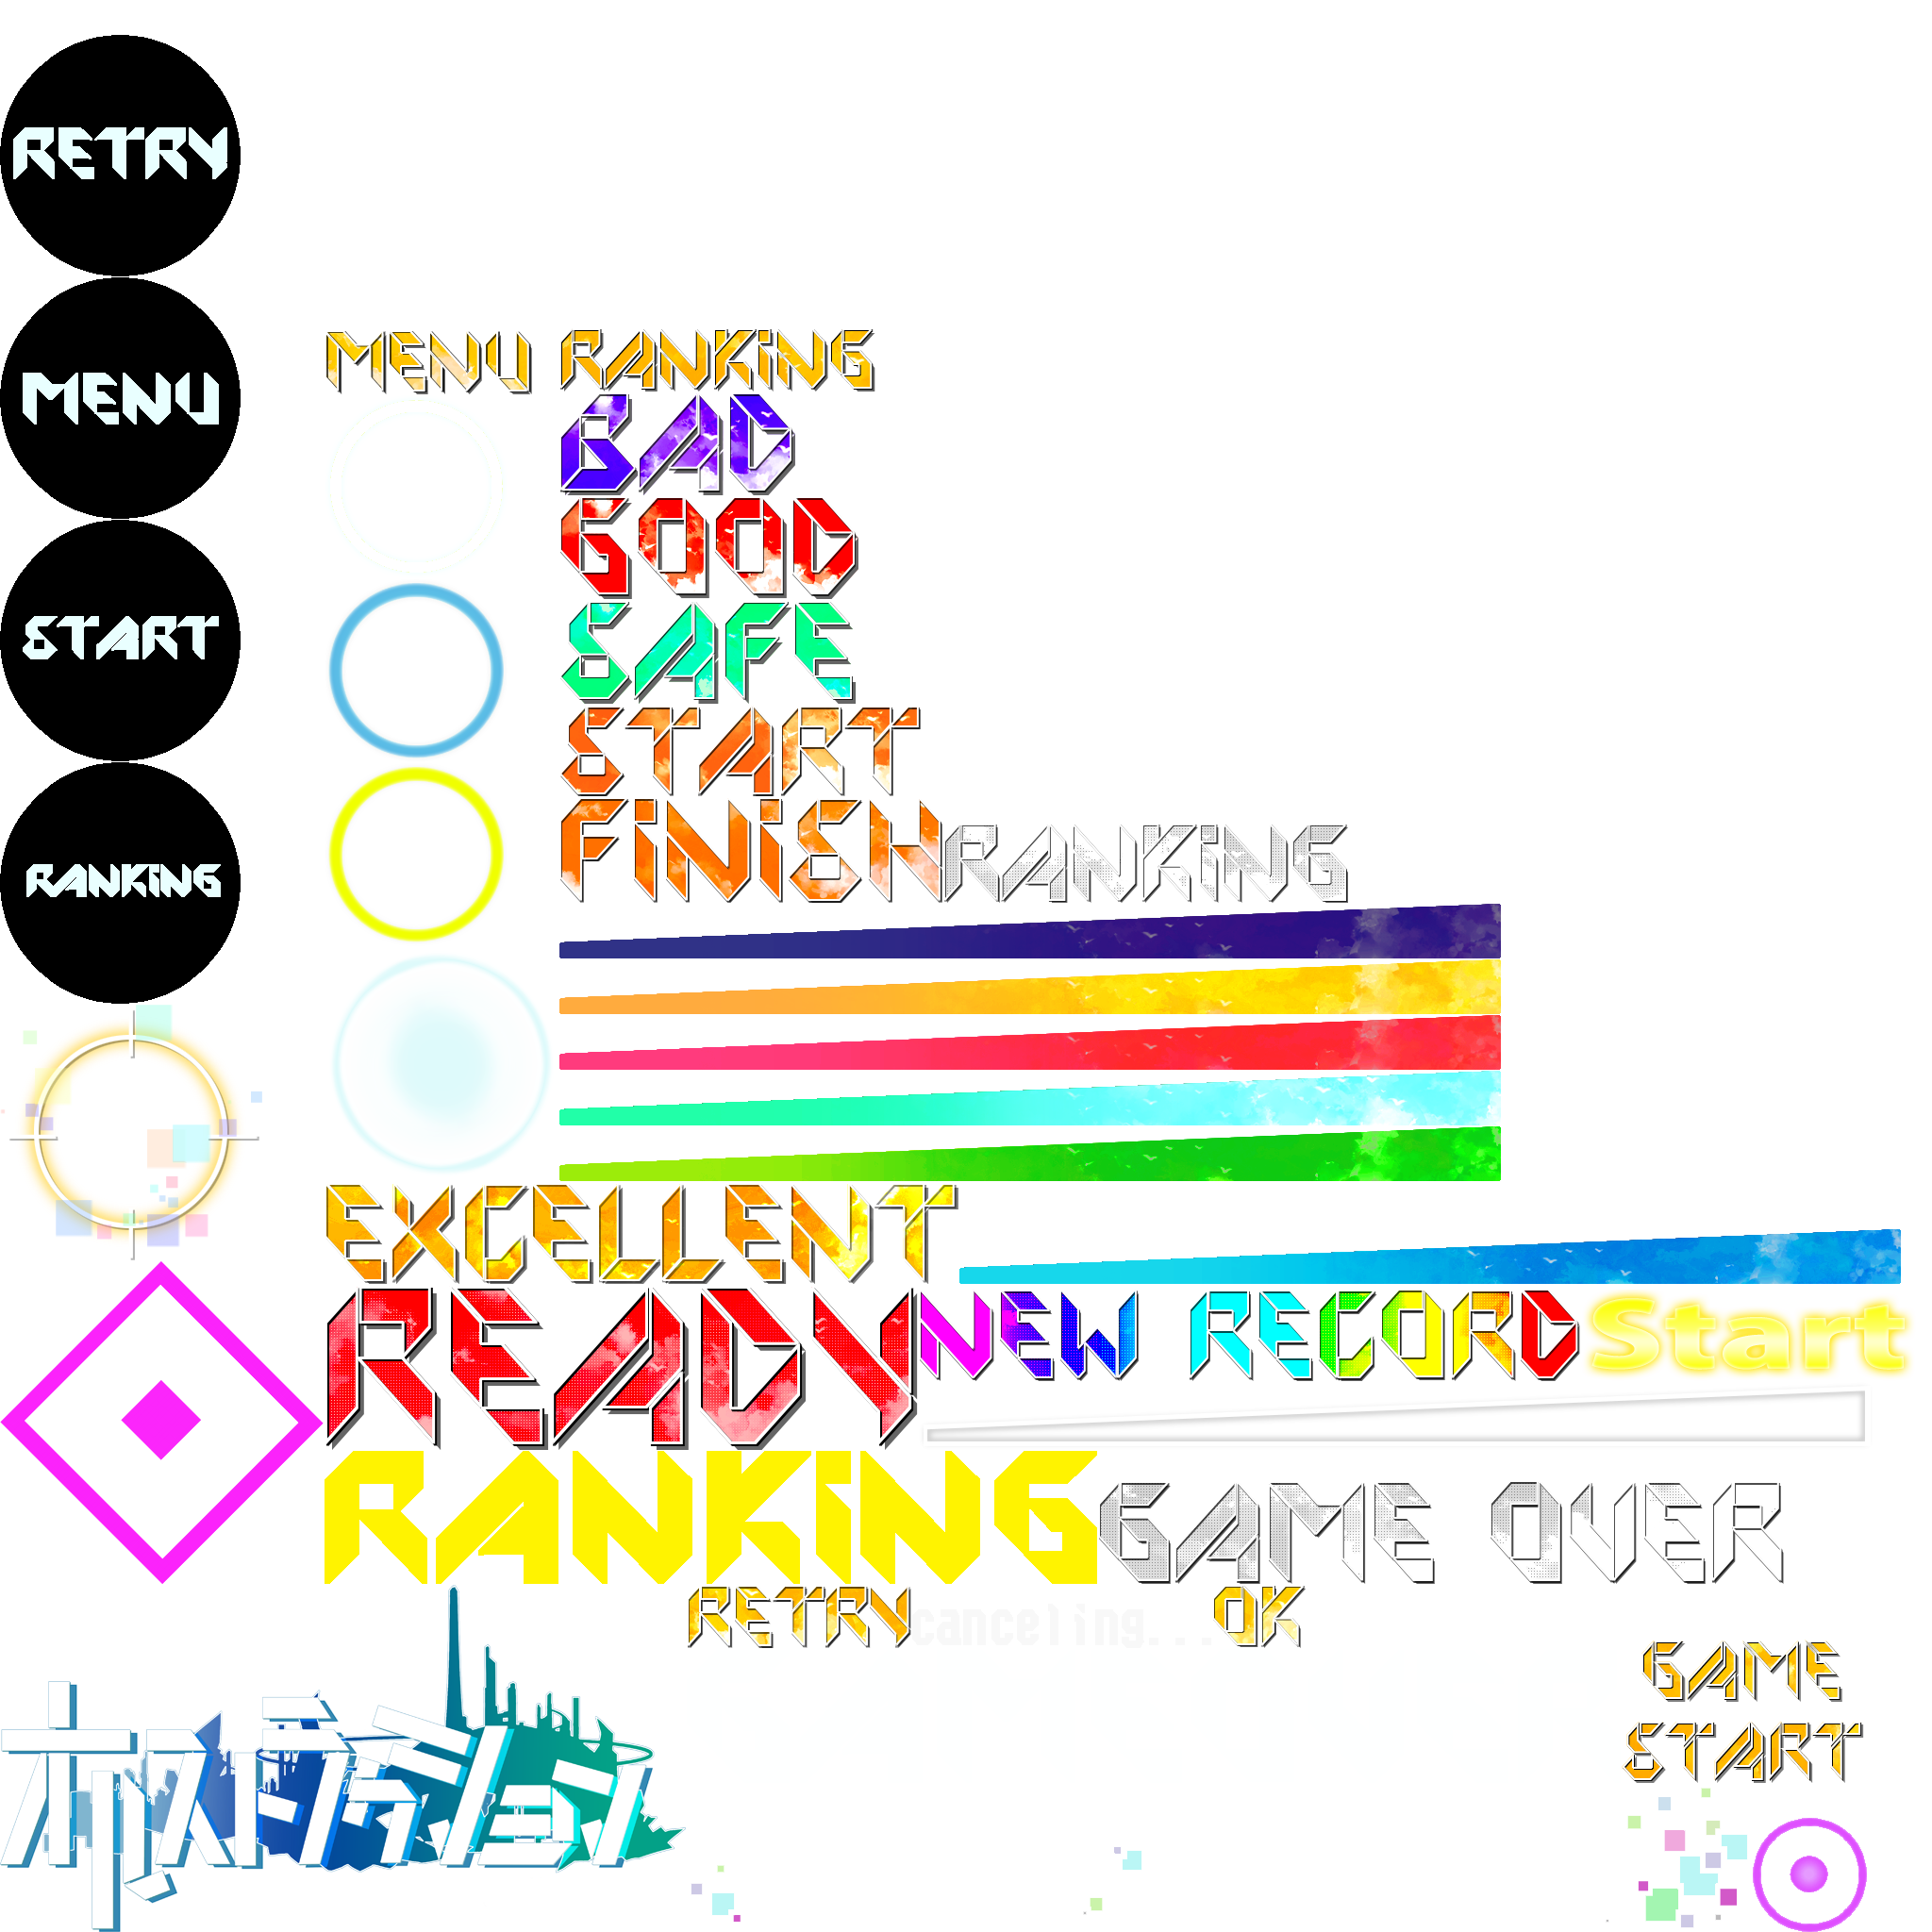 RETRY
MENU
START
RANKING
MENU
RANKING
BAD
GOOD
SAFE
START
FINISH
RANKING
EXCELLENT
READY
NEW RECORD
Start
RANKING
GAME OVER
RETRY
canceling...
OK
GAME
START